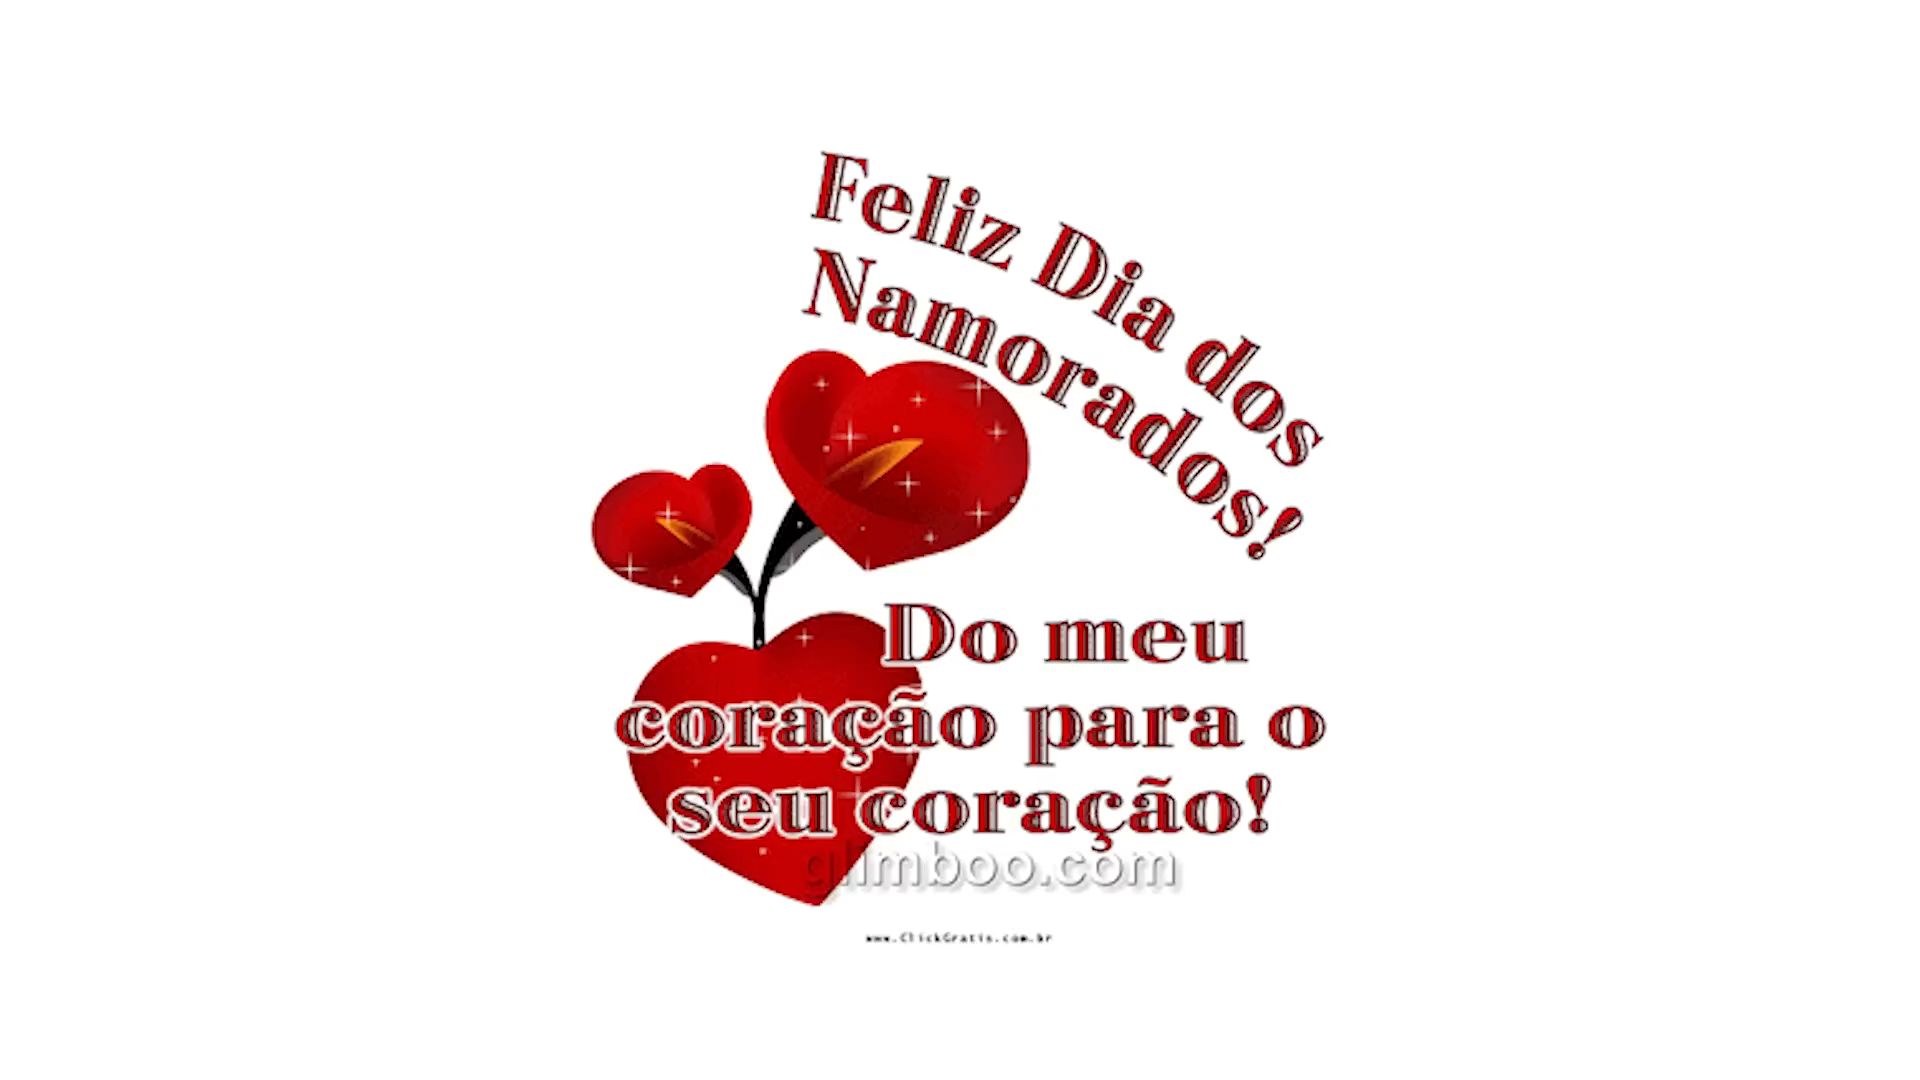 Feliz Dia dos
Namorados!
Do meu
coração para o
seu coração!
glimboo.com
www.ClickGratis.com.br